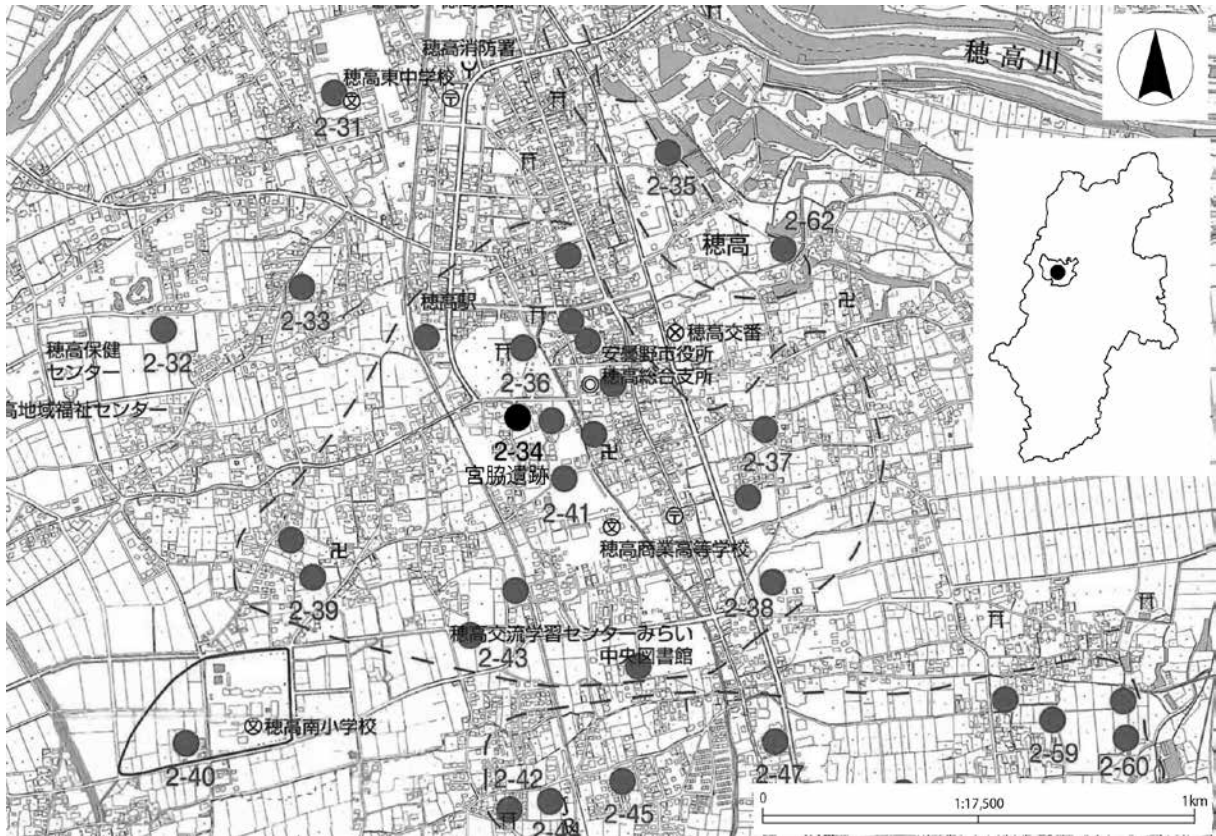 穂高消防署
穂高川
穂高東中学校
2-31
2-35
2-62
穂高
2-33
穂高駅
穂高交番
2-32
穂高保健
センター
安曇野市役所
穂高総合支所
2-36
高地域福祉センター
2-34
宮脇遺跡
2-37
2-41
穂高商業高等学校
2-39
2-38
穂高交流学習センターみらい
中央図書館
2-43
穂高南小学校
2-40
2-42
2-45
2-47
2-59
2-60
0
1:17,500
1km